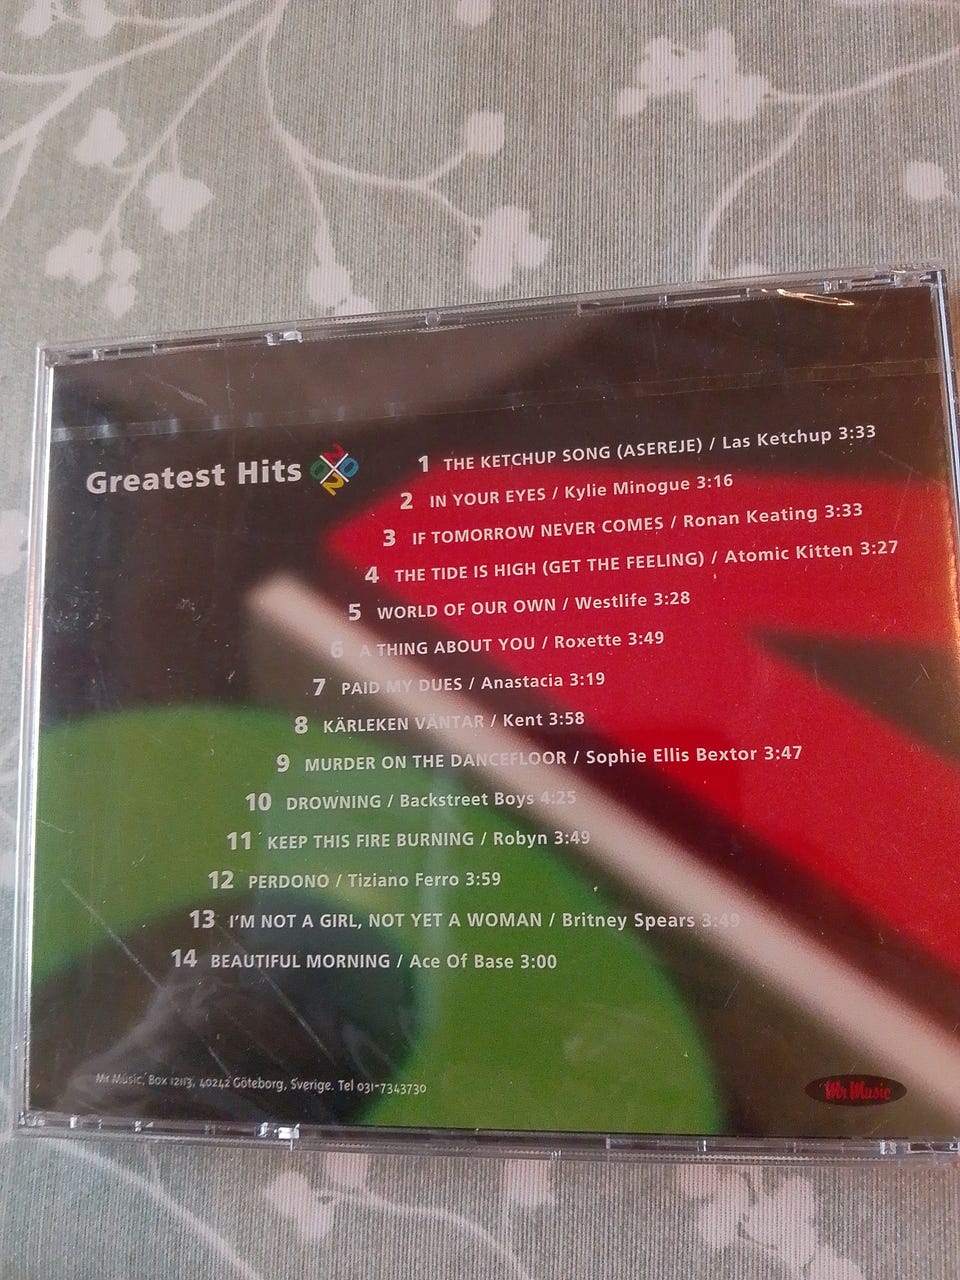 Greatest Hits 2002
1 THE KETCHUP SONG (ASEREJE) / Las Ketchup 3:33
2 IN YOUR EYES / Kylie Minogue 3:16
3 IF TOMORROW NEVER COMES / Ronan Keating 3:33
4 THE TIDE IS HIGH (GET THE FEELING) / Atomic Kitten 3:27
5 WORLD OF OUR OWN / Westlife 3:28
6 A THING ABOUT YOU / Roxette 3:49
7 PAID MY DUES / Anastacia 3:19
8 KÄRLEKEN VÄNTAR / Kent 3:58
9 MURDER ON THE DANCEFLOOR / Sophie Ellis Bextor 3:47
10 DROWNING / Backstreet Boys 4:25
11 KEEP THIS FIRE BURNING / Robyn 3:49
12 PERDONO / Tiziano Ferro 3:59
13 I'M NOT A GIRL, NOT YET A WOMAN / Britney Spears 3:49
14 BEAUTIFUL MORNING / Ace Of Base 3:00
Mr Music, Box 12113, 40242 Göteborg, Sverige. Tel 031-7343730
Mr Music